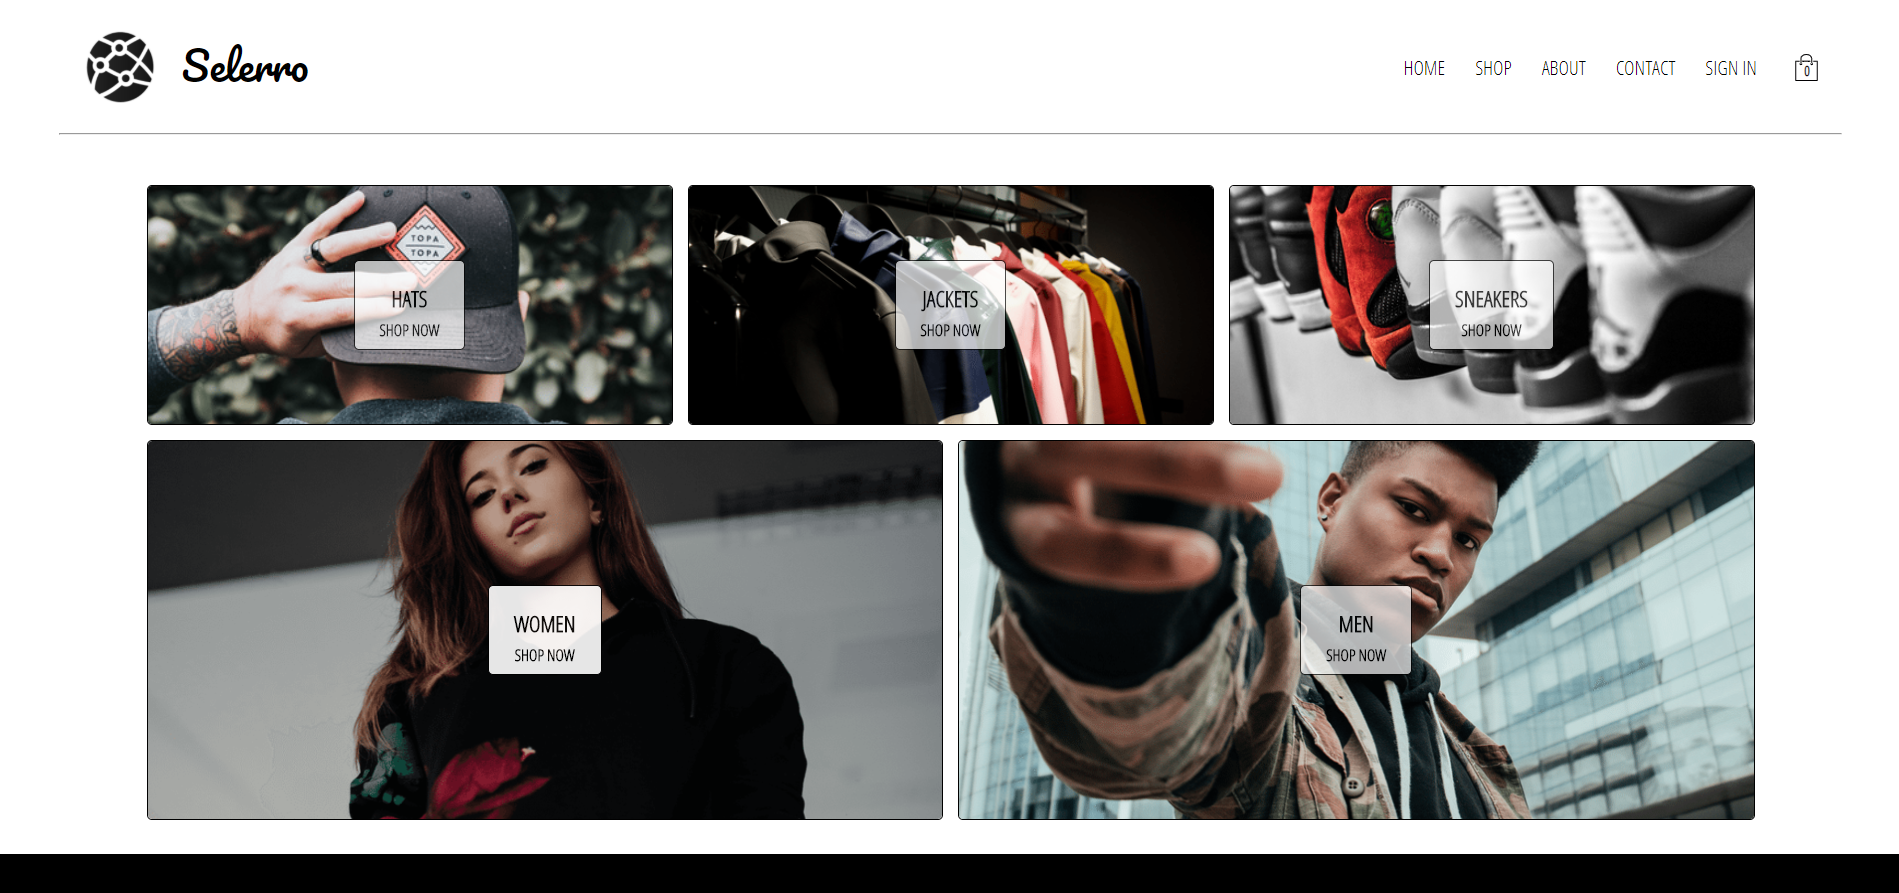 Selerro
HOME SHOP ABOUT CONTACT SIGN IN 0
TOPA
TOPA
HATS
SHOP NOW
JACKETS
SHOP NOW
SNEAKERS
SHOP NOW
WOMEN
SHOP NOW
MEN
SHOP NOW